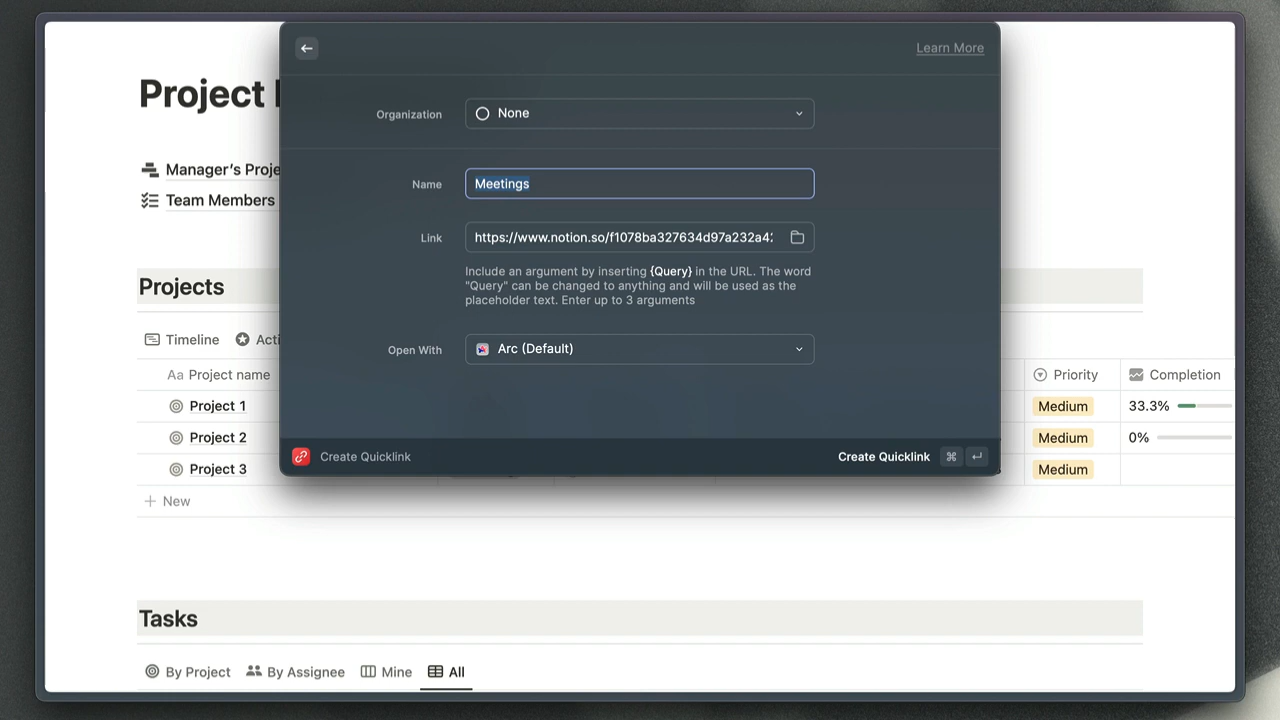 Learn More
Project
Organization
None
Manager's Proje
Name
Meetings
Team Members
Link
https://www.notion.so/f1078ba327634d97a232a42
Include an argument by inserting {Query} in the URL. The word
"Query" can be changed to anything and will be used as the
placeholder text. Enter up to 3 arguments
Projects
Timeline
Acti
Open With
Arc (Default)
Aa Project name
Priority
Completion
Project 1
Medium
33.3%
Project 2
Medium
0%
Create Quicklink
Create Quicklink ⌘ ↵
Project 3
Medium
+ New
Tasks
By Project
By Assignee
Mine
All